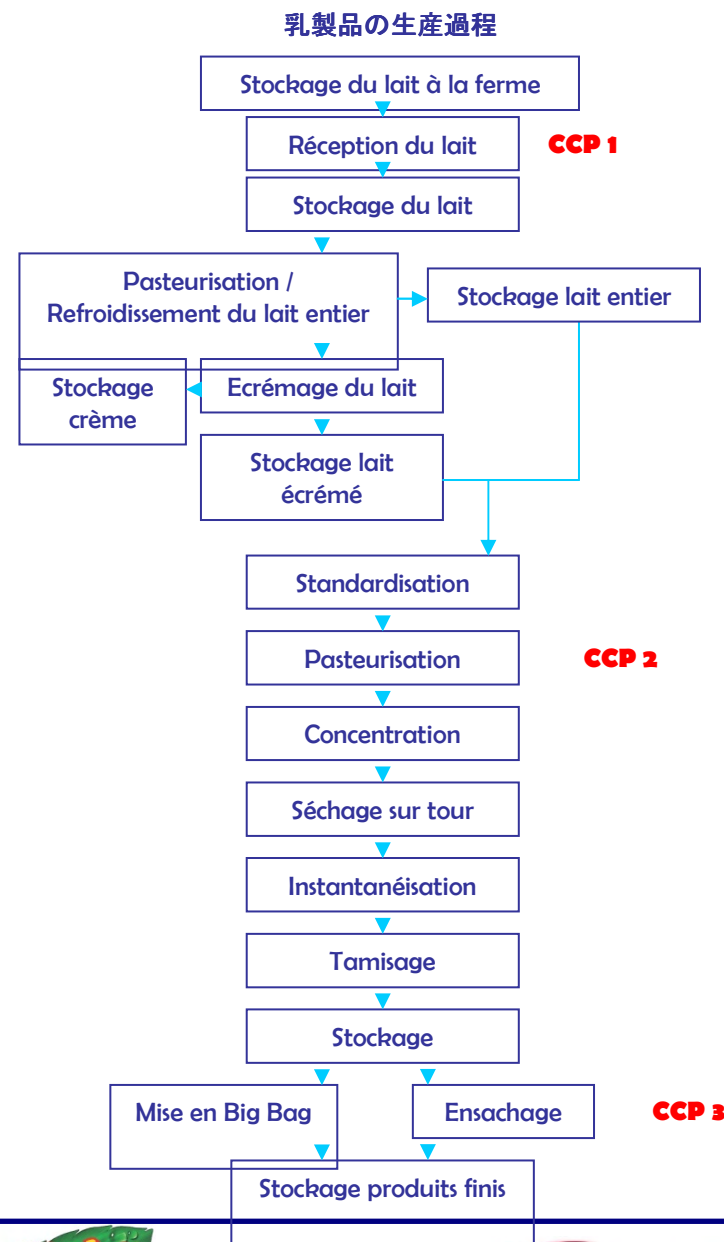 乳製品の生産過程
Stockage du lait à la ferme
Réception du lait
CCP 1
Stockage du lait
Pasteurisation /
Refroidissement du lait entier
Stockage lait entier
Stockage
crème
Ecrémage du lait
Stockage lait
écrémé
Standardisation
Pasteurisation
CCP 2
Concentration
Séchage sur tour
Instantanéisation
Tamisage
Stockage
Mise en Big Bag
Ensachage
CCP 3
Stockage produits finis